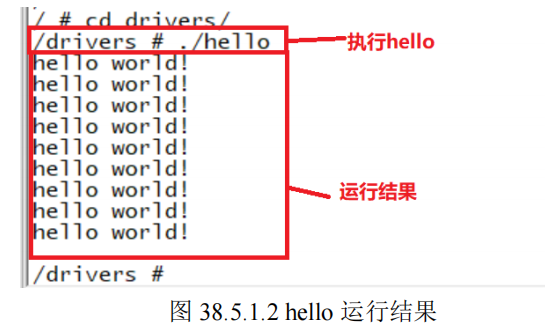 / # cd drivers/
/drivers # ./hello
执行hello
hello world!
hello world!
hello world!
hello world!
hello world!
hello world!
hello world!
运行结果
hello world!
hello world!
/drivers #
图 38.5.1.2 hello 运行结果